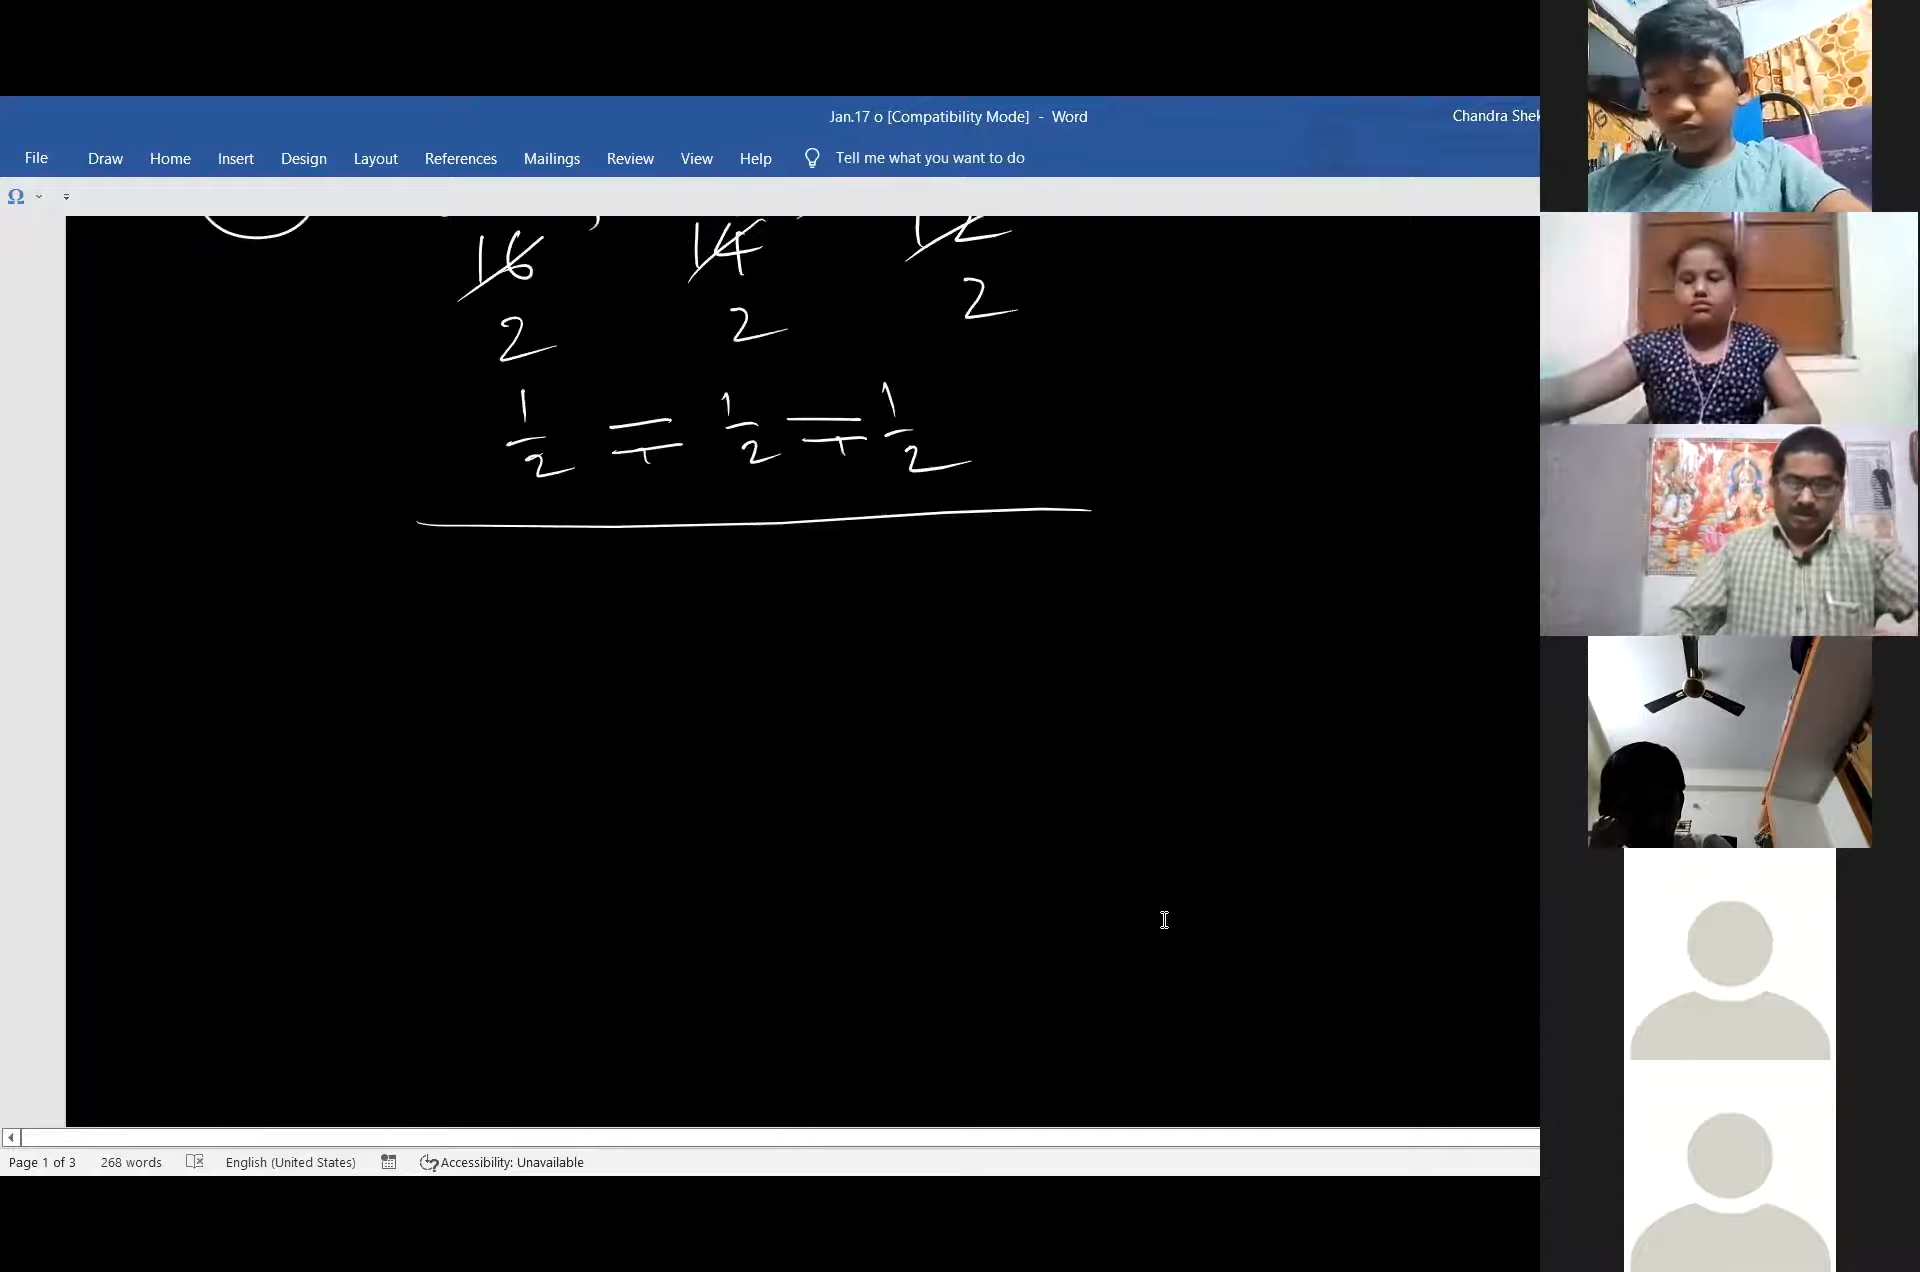 Jan.17 o [Compatibility Mode] - Word
Chandra Shek
File Draw Home Insert Design Layout References Mailings Review View Help Tell me what you want to do
16 14 12
2 2 2
1/2 = 1/2 = 1/2
Page 1 of 3 268 words English (United States) Accessibility: Unavailable